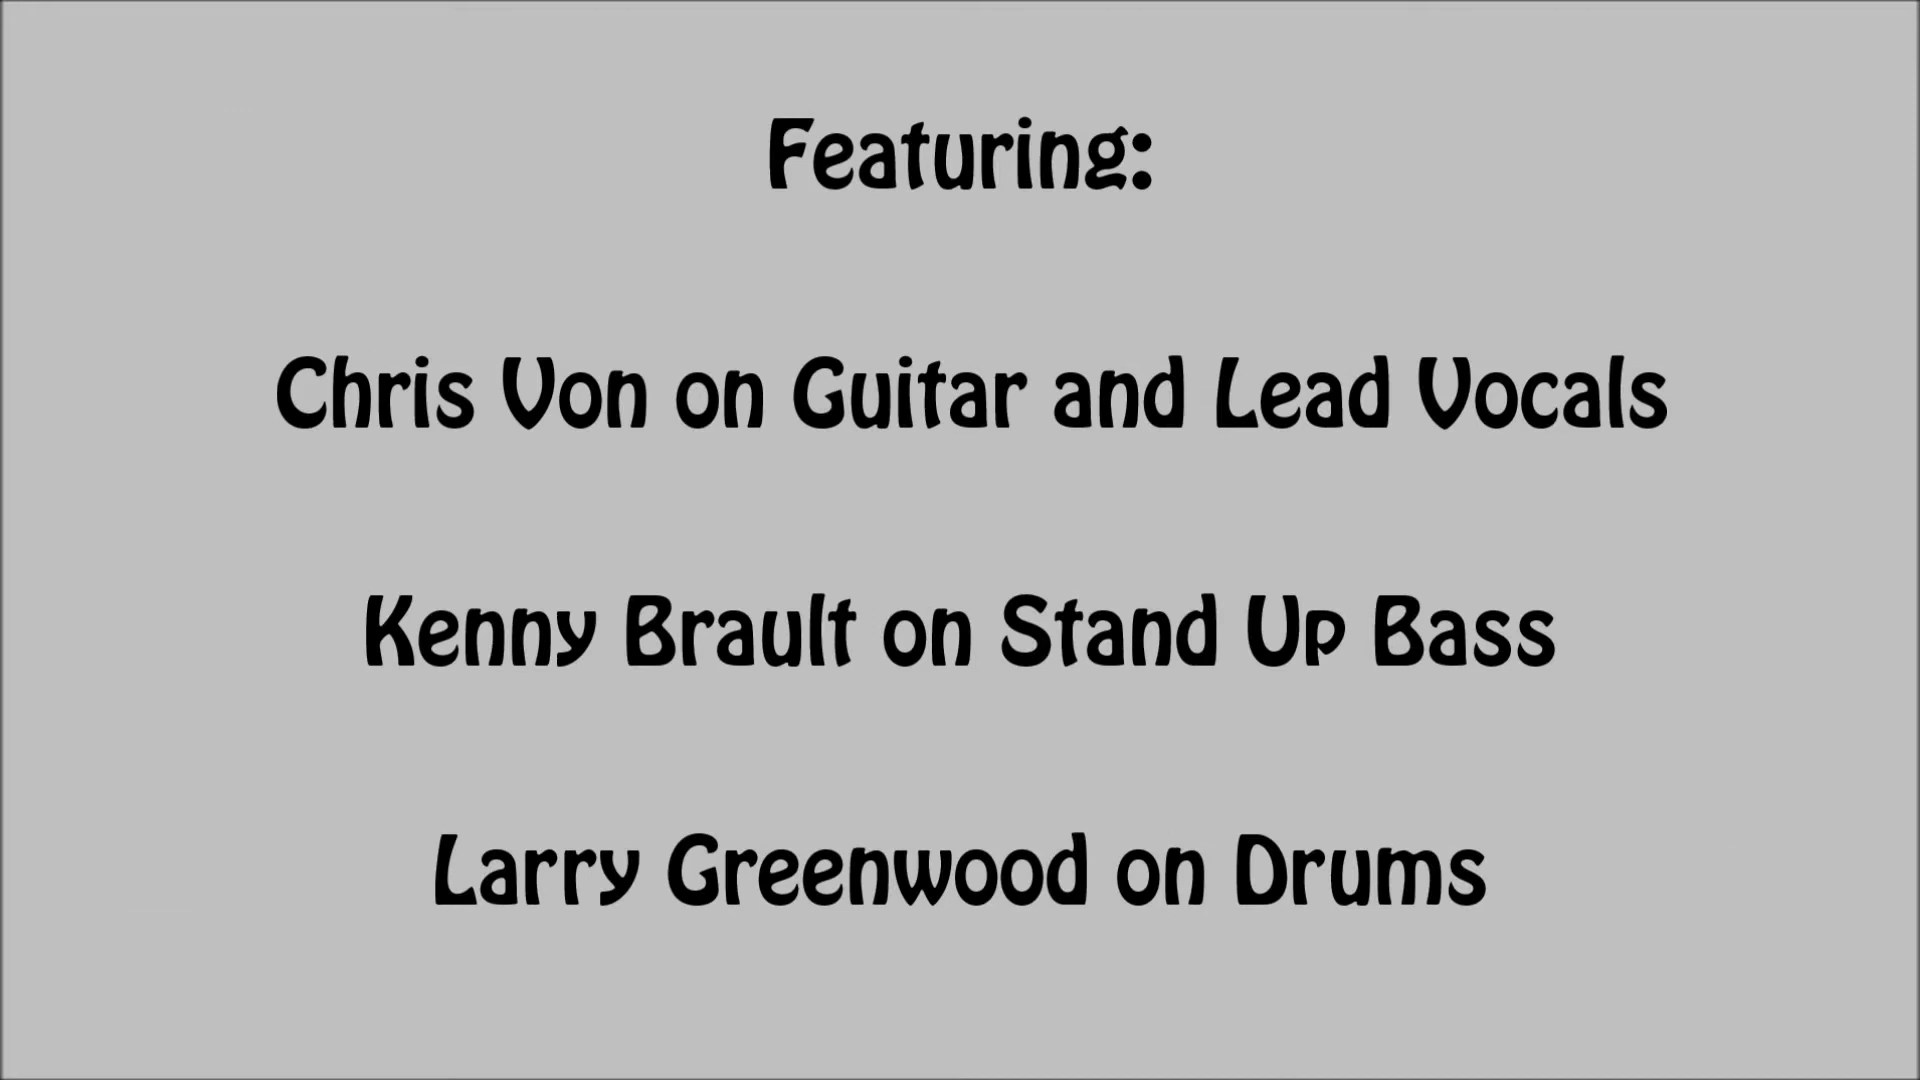 Featuring:
Chris Von on Guitar and Lead Vocals
Kenny Brault on Stand Up Bass
Larry Greenwood on Drums